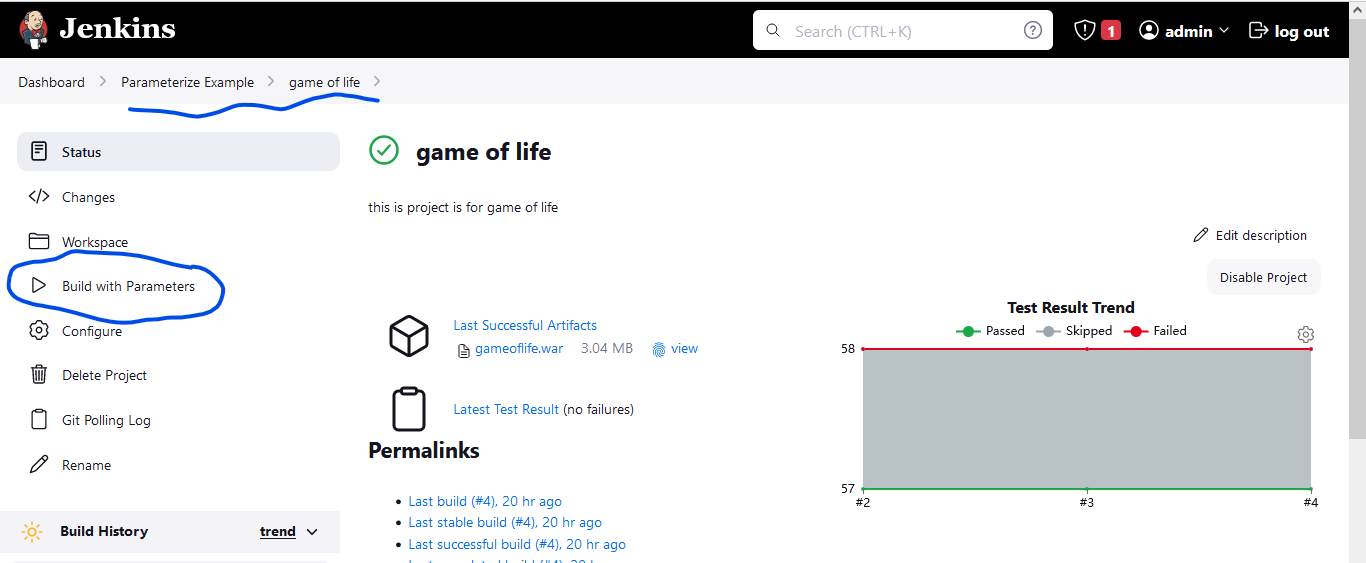 Jenkins
Search (CTRL+K)
1
admin
log out
Dashboard
Parameterize Example
game of life
Status
Changes
Workspace
Build with Parameters
Configure
Delete Project
Git Polling Log
Rename
Build History
trend
game of life
this is project is for game of life
Edit description
Disable Project
Last Successful Artifacts
gameoflife.war 3.04 MB view
Latest Test Result (no failures)
Permalinks
Last build (#4), 20 hr ago
Last stable build (#4), 20 hr ago
Last successful build (#4), 20 hr ago
Test Result Trend
Passed Skipped Failed
58
57
#2 #3 #4